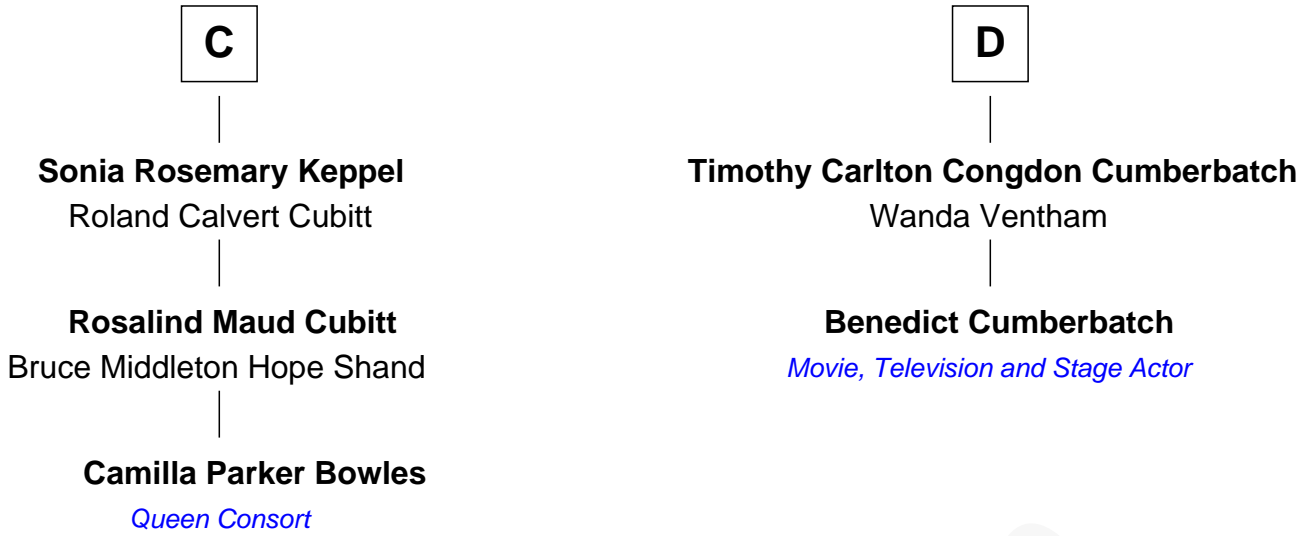 C
Sonia Rosemary Keppel
Roland Calvert Cubitt
Rosalind Maud Cubitt
Bruce Middleton Hope Shand
Camilla Parker Bowles
Queen Consort
D
Timothy Carlton Congdon Cumberbatch
Wanda Ventham
Benedict Cumberbatch
Movie, Television and Stage Actor